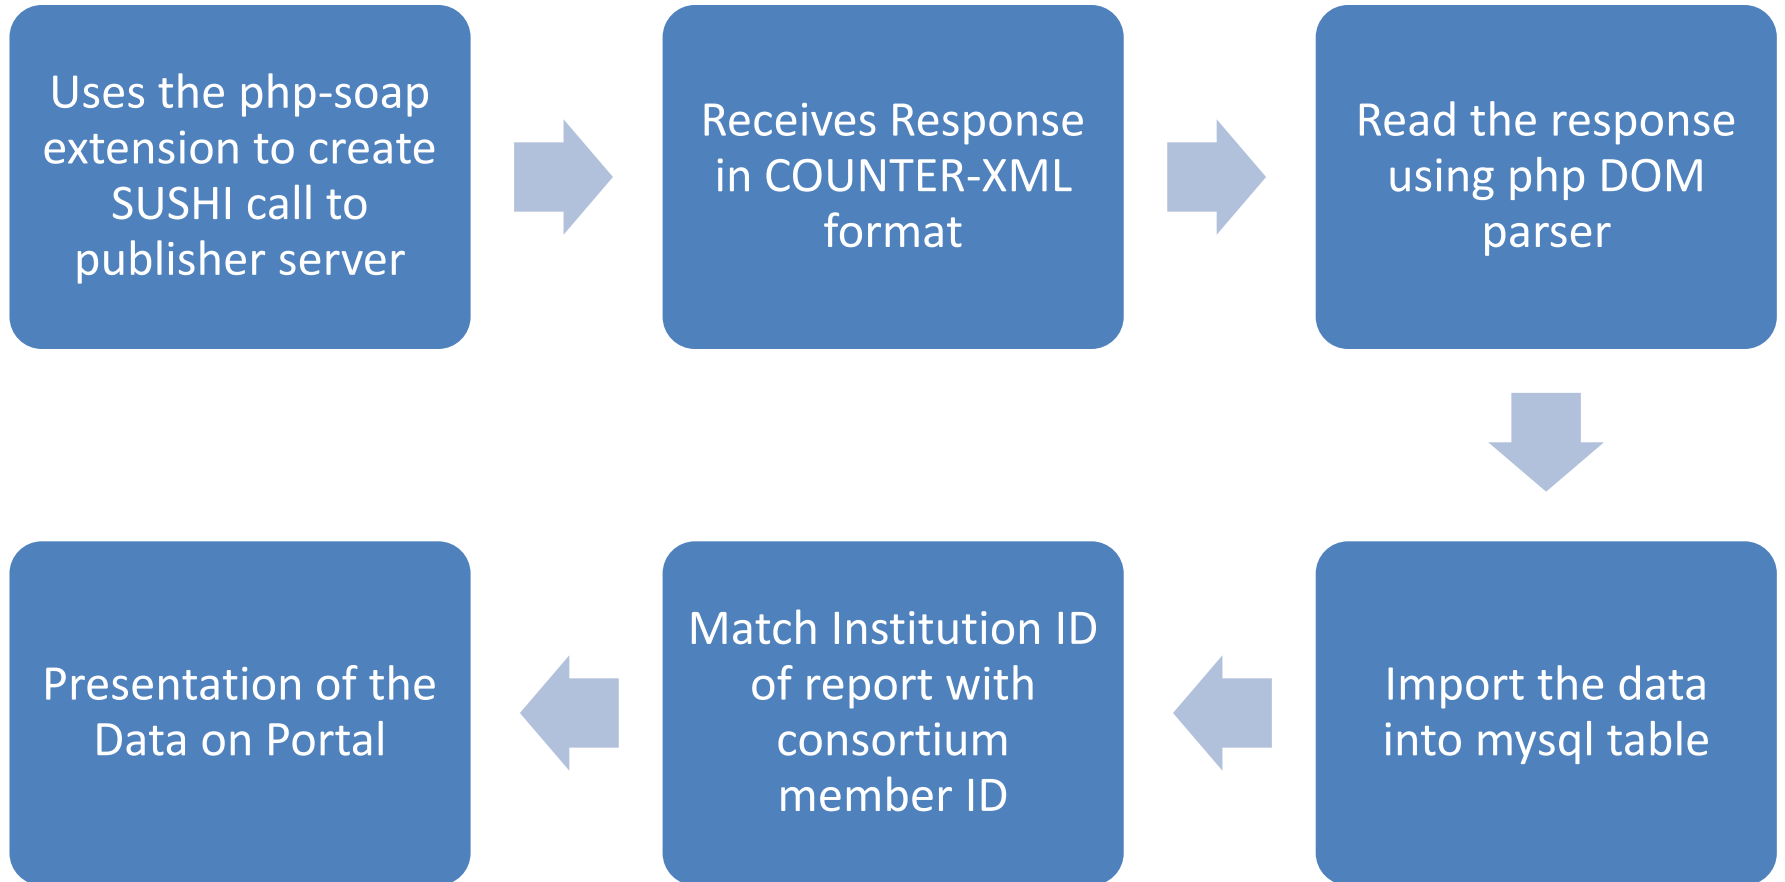 Uses the php-soap
extension to create
SUSHI call to
publisher server
Receives Response
in COUNTER-XML
format
Read the response
using php DOM
parser
Import the data
into mysql table
Match Institution ID
of report with
consortium
member ID
Presentation of the
Data on Portal